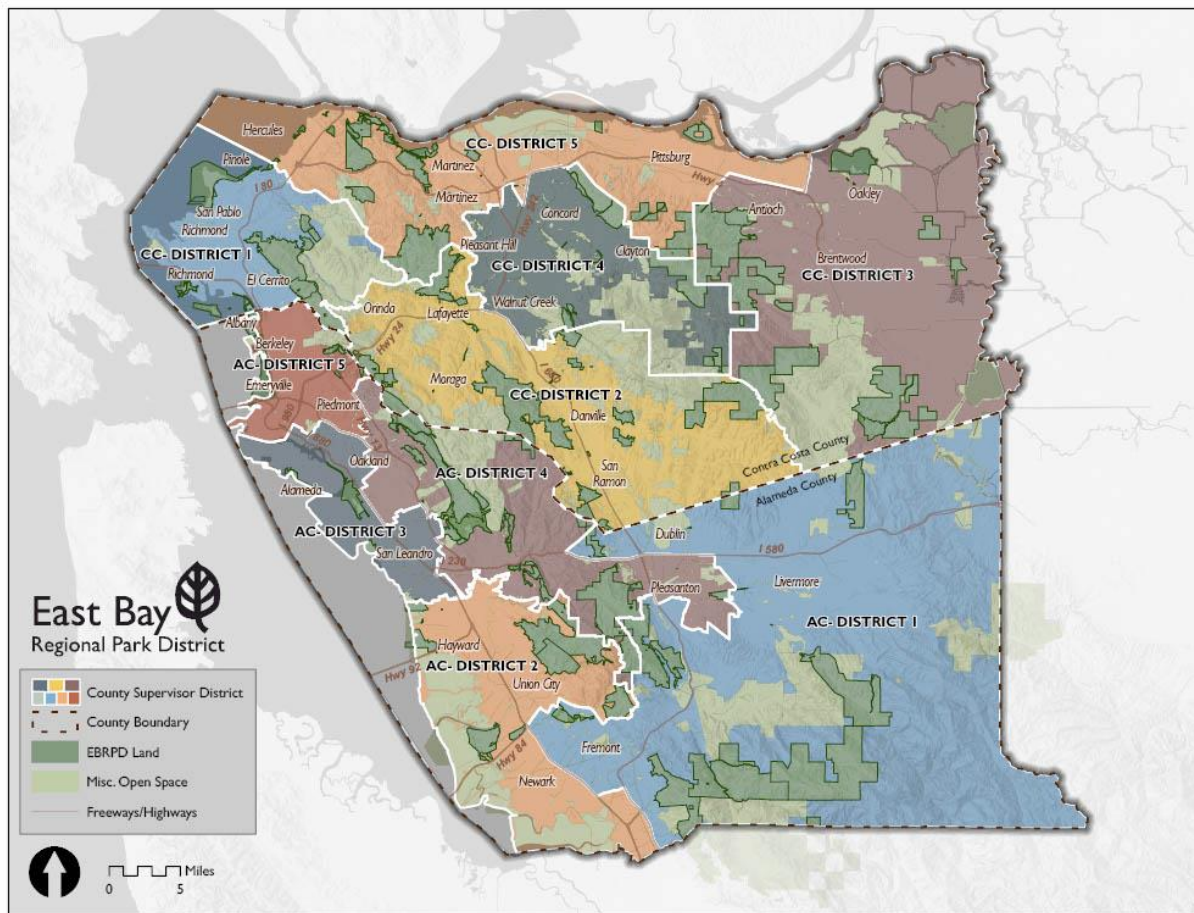 Hercules
CC- DISTRICT 5
Pinole
Martinez
Pittsburg
I 80
Martinez
Hwy
Oakley
San Pablo
Concord
Antioch
Richmond
Pleasant Hill
Clayton
CC- DISTRICT 1
CC- DISTRICT 4
Brentwood
CC- DISTRICT 3
Richmond
El Cerrito
Walnut Creek
Orinda
Lafayette
Albany
Hwy 24
Berkeley
I 680
AC- DISTRICT 5
Moraga
Emeryville
CC- DISTRICT 2
Piedmont
Danville
I 880
Contra Costa County
Oakland
San
Ramon
AC- DISTRICT 4
Alameda County
Alameda
AC- DISTRICT 3
Dublin
San Leandro
I 580
Pleasanton
Livermore
AC- DISTRICT 1
Hayward
AC- DISTRICT 2
Hwy 92
Union City
Fremont
Hwy 84
Newark
East Bay
Regional Park District
County Supervisor District
County Boundary
EBRPD Land
Misc. Open Space
Freeways/Highways
Miles
0 5